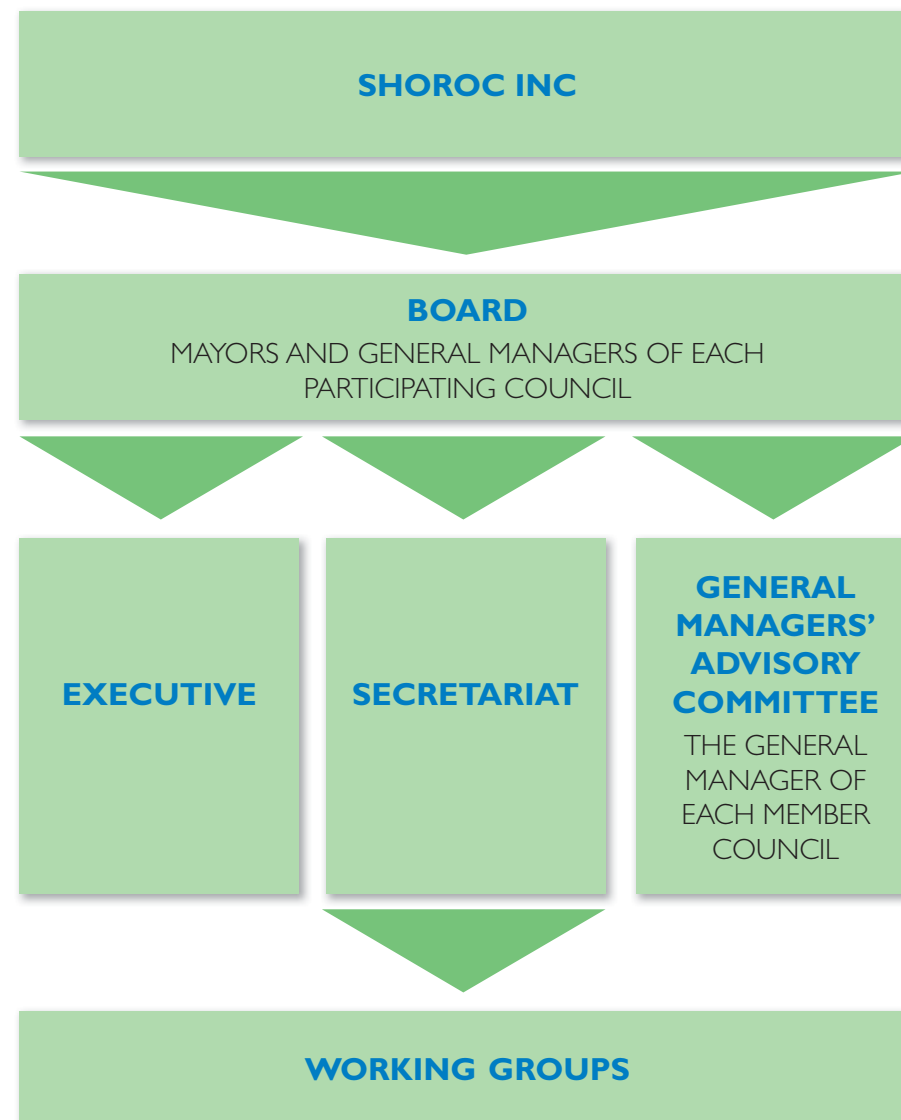 SHOROC INC
BOARD
MAYORS AND GENERAL MANAGERS OF EACH
PARTICIPATING COUNCIL
EXECUTIVE
SECRETARIAT
GENERAL
MANAGERS’
ADVISORY
COMMITTEE
THE GENERAL
MANAGER OF
EACH MEMBER
COUNCIL
WORKING GROUPS